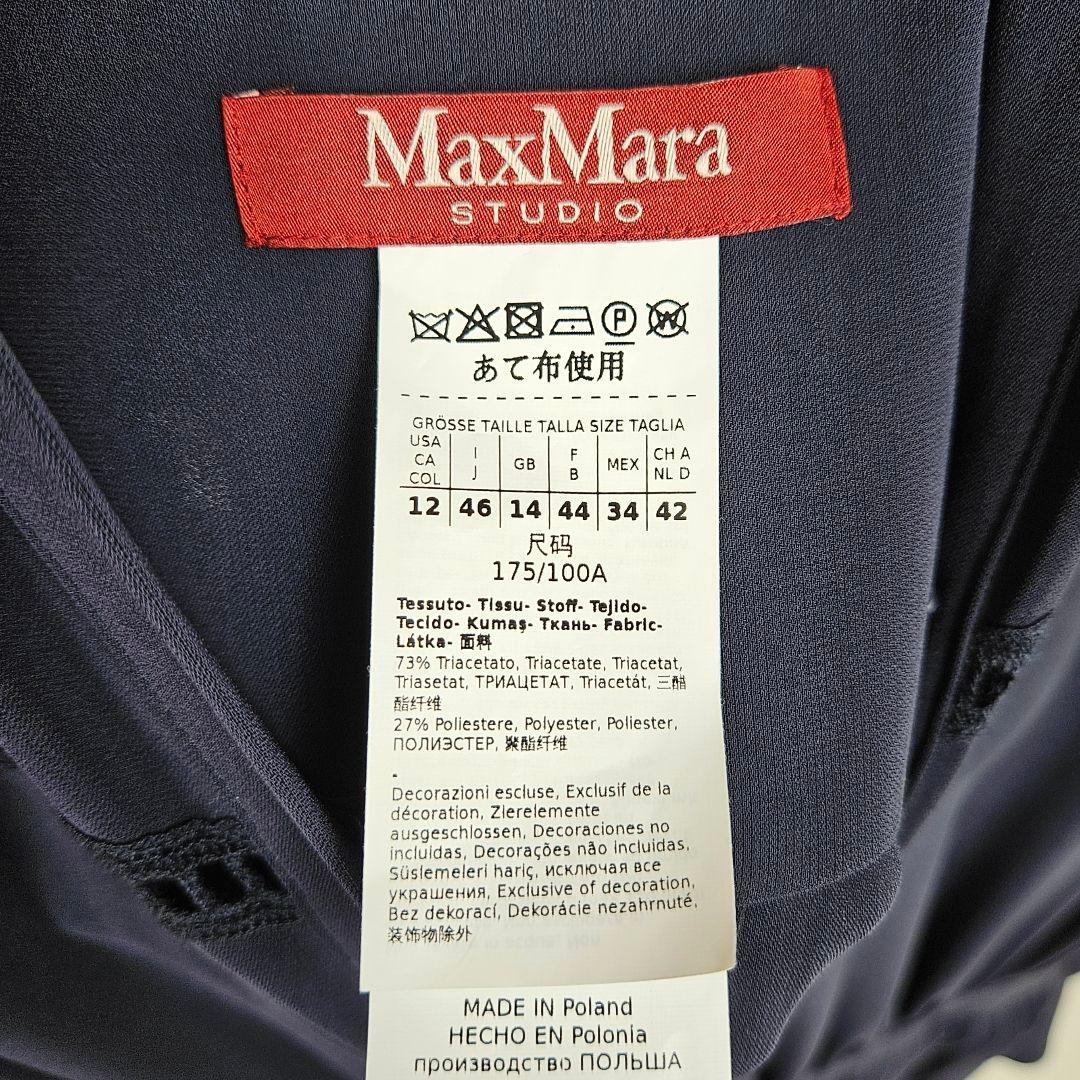 MaxMara
STUDIO
P W
あて布使用
GRÖSSE TAILLE TALLA SIZE TAGLIA
USA CA COL I J GB F B MEX CH A NL D
12 46 14 44 34 42
尺码
175/100A
Tessuto- Tissu- Stoff- Tejido-
Tecido- Kumaş- Ткань- Fabric-
Látka- 面料
73% Triacetato, Triacetate, Triacetat,
Triasetat, ТРИАЦЕТАТ, Triacetát, 三醋
酯纤维
27% Poliestere, Polyester, Poliester,
ПОЛИЭСТЕР, 聚酯纤维
-
Decorazioni escluse, Exclusif de la
décoration, Zierelemente
ausgeschlossen, Decoraciones no
incluidas, Decorações não incluidas,
Süslemeleri hariç, исключая все
украшения, Exclusive of decoration,
Bez dekorací, Dekorácie nezahrnuté,
装饰物除外
MADE IN Poland
HECHO EN Polonia
производство ПОЛЬША